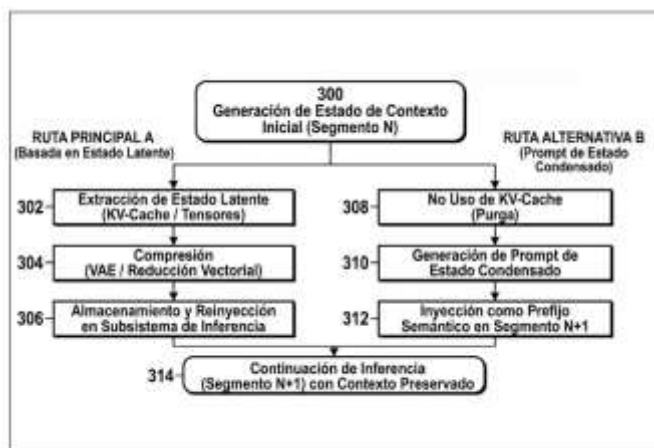 300
Generación de Estado de Contexto
Inicial (Segmento N)
RUTA PRINCIPAL A
(Basada en Estado Latente)
RUTA ALTERNATIVA B
(Prompt de Estado
Condensado)
302
Extracción de Estado Latente
(KV-Cache / Tensores)
308
No Uso de KV-Cache
(Purga)
304
Compresión
(VAE / Reducción Vectorial)
310
Generación de Prompt de
Estado Condensado
306
Almacenamiento y Reinyección
en Subsistema de Inferencia
312
Inyección como Prefijo
Semántico en Segmento N+1
314
Continuación de Inferencia
(Segmento N+1) con Contexto Preservado